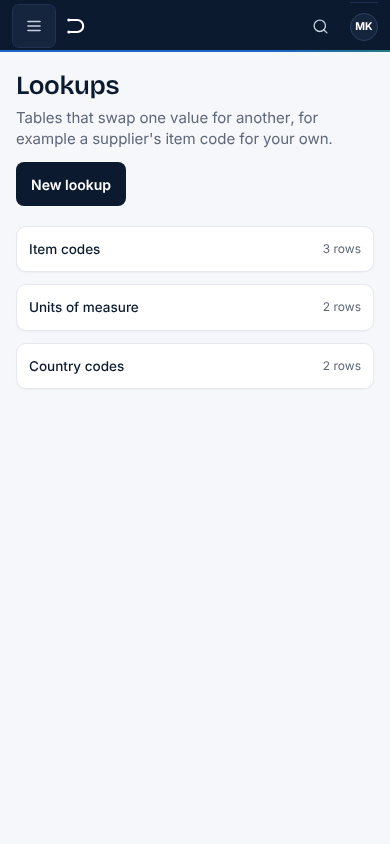 MK
Lookups
Tables that swap one value for another, for
example a supplier's item code for your own.
New lookup
Item codes 3 rows
Units of measure 2 rows
Country codes 2 rows